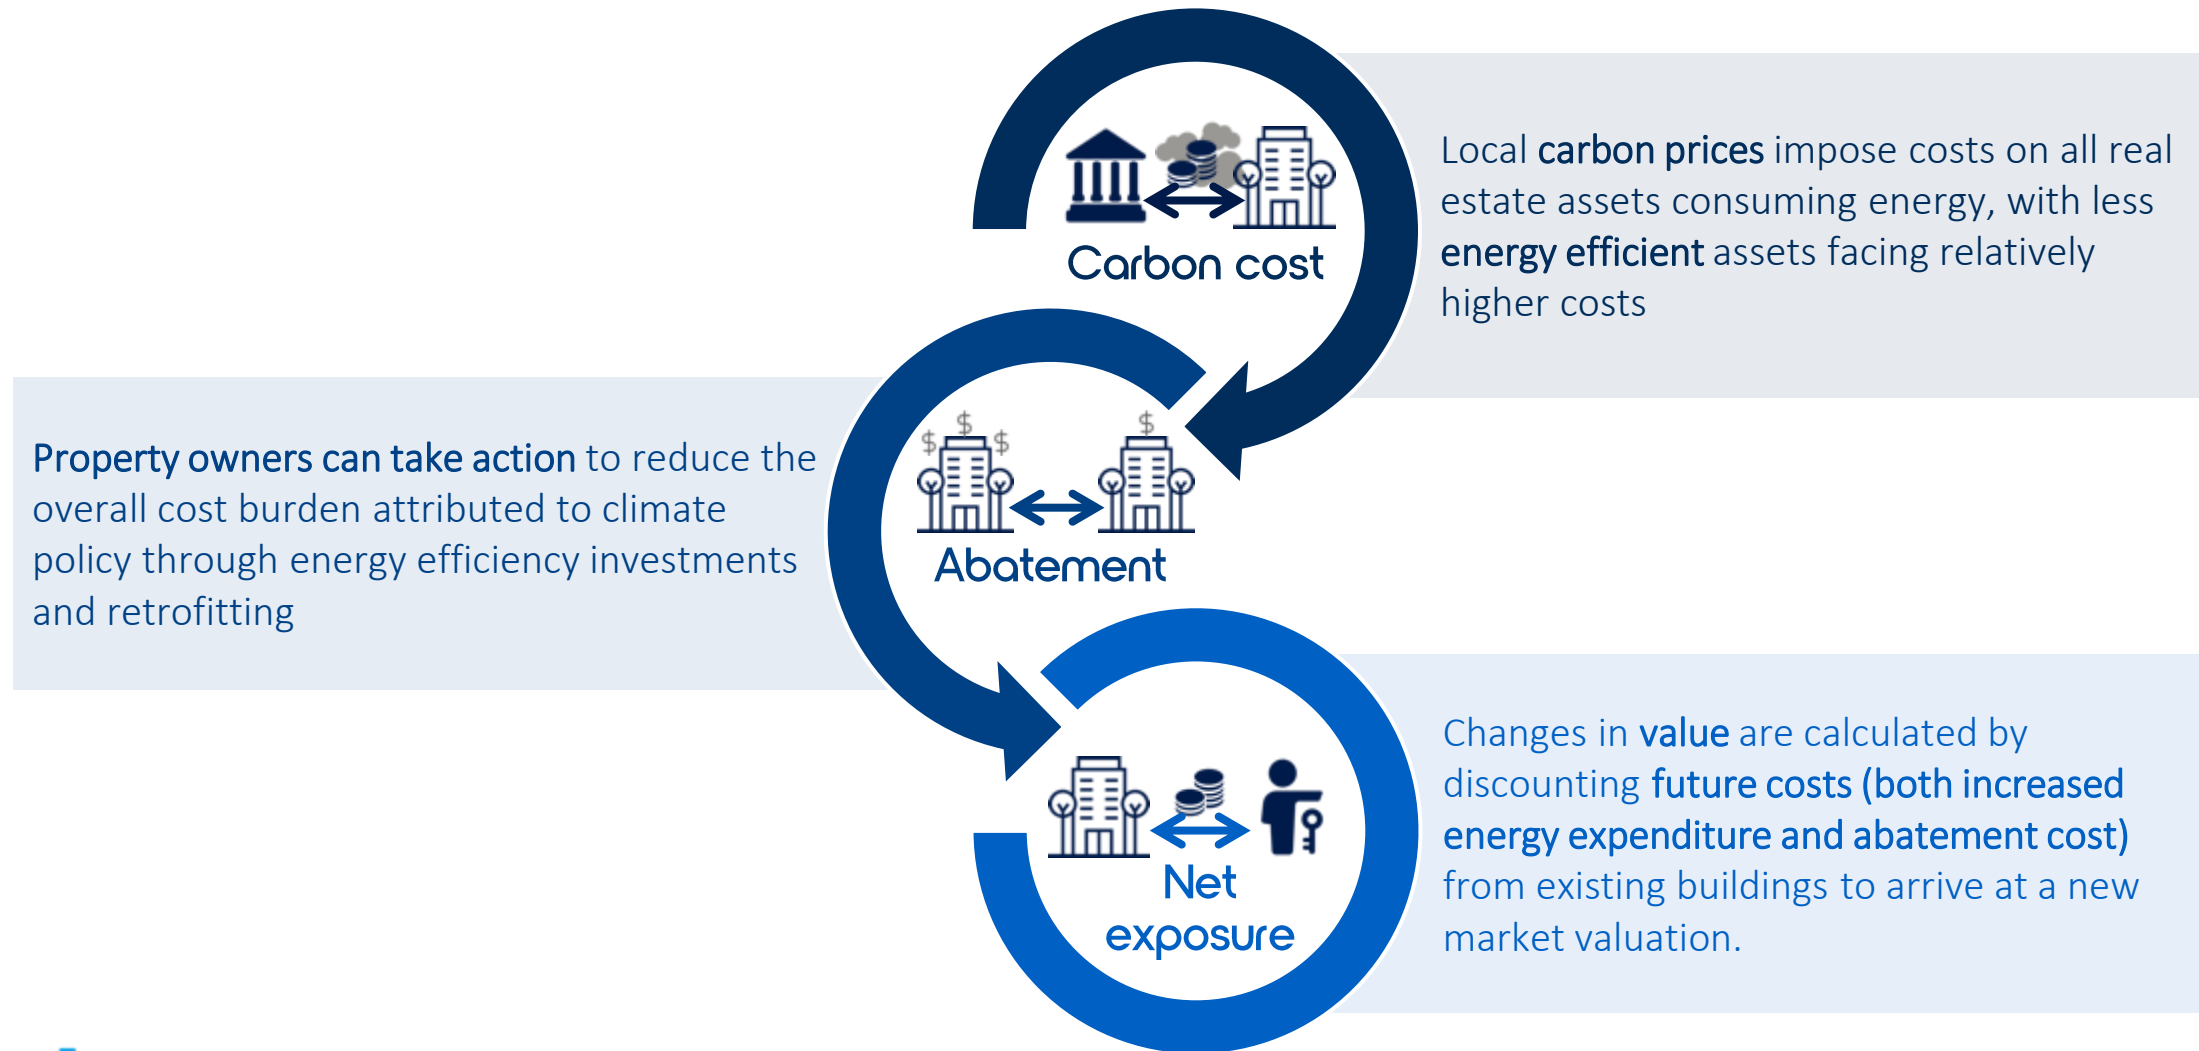 Carbon cost
Local carbon prices impose costs on all real
estate assets consuming energy, with less
energy efficient assets facing relatively
higher costs
$ $ $
$
Abatement
Property owners can take action to reduce the
overall cost burden attributed to climate
policy through energy efficiency investments
and retrofitting
Net
exposure
Changes in value are calculated by
discounting future costs (both increased
energy expenditure and abatement cost)
from existing buildings to arrive at a new
market valuation.